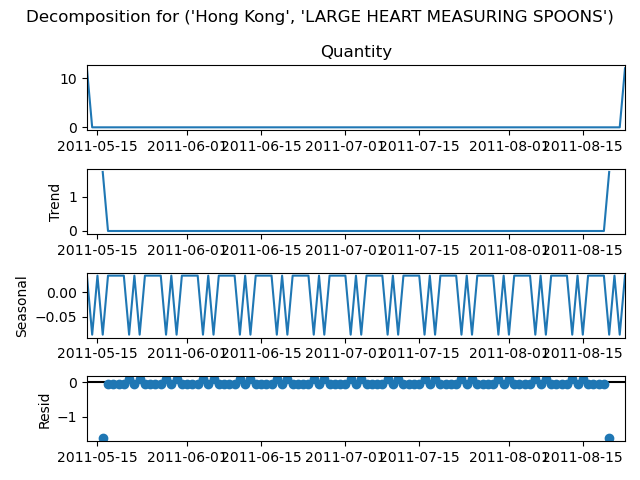 Decomposition for ('Hong Kong', 'LARGE HEART MEASURING SPOONS')
Quantity
10
0
2011-05-15 2011-06-01 2011-06-15 2011-07-01 2011-07-15 2011-08-01 2011-08-15
Trend
1
0
2011-05-15 2011-06-01 2011-06-15 2011-07-01 2011-07-15 2011-08-01 2011-08-15
Seasonal
0.00
−0.05
2011-05-15 2011-06-01 2011-06-15 2011-07-01 2011-07-15 2011-08-01 2011-08-15
Resid
0
−1
2011-05-15 2011-06-01 2011-06-15 2011-07-01 2011-07-15 2011-08-01 2011-08-15